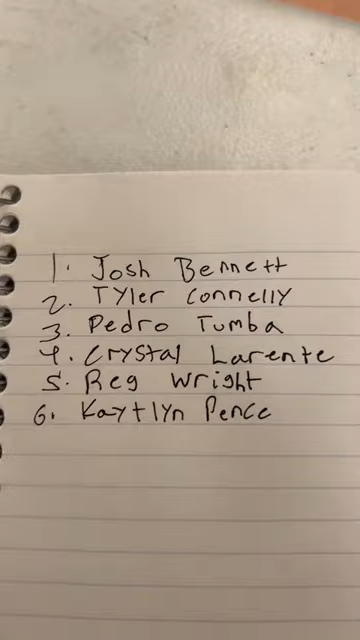 1. Josh Bennett
2. Tyler Connelly
3. Pedro Tumba
4. Crystal Larente
5. Reg Wright
6. Kaytlyn Pence